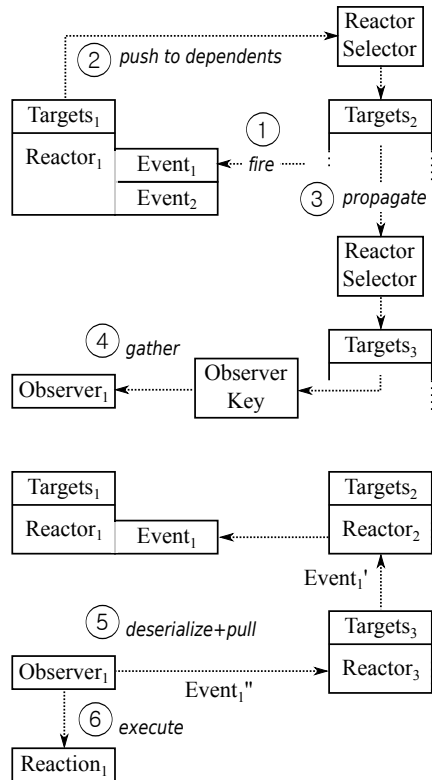 ② push to dependents
Reactor
Selector
Targets₁
① fire
Targets₂
Reactor₁
Event₁
Event₂
③ propagate
Reactor
Selector
Targets₃
④ gather
Observer₁
Observer
Key
Targets₁
Targets₂
Reactor₁
Event₁
Reactor₂
Event₁'
⑤ deserialize+pull
Targets₃
Observer₁
Event₁''
Reactor₃
⑥ execute
Reaction₁